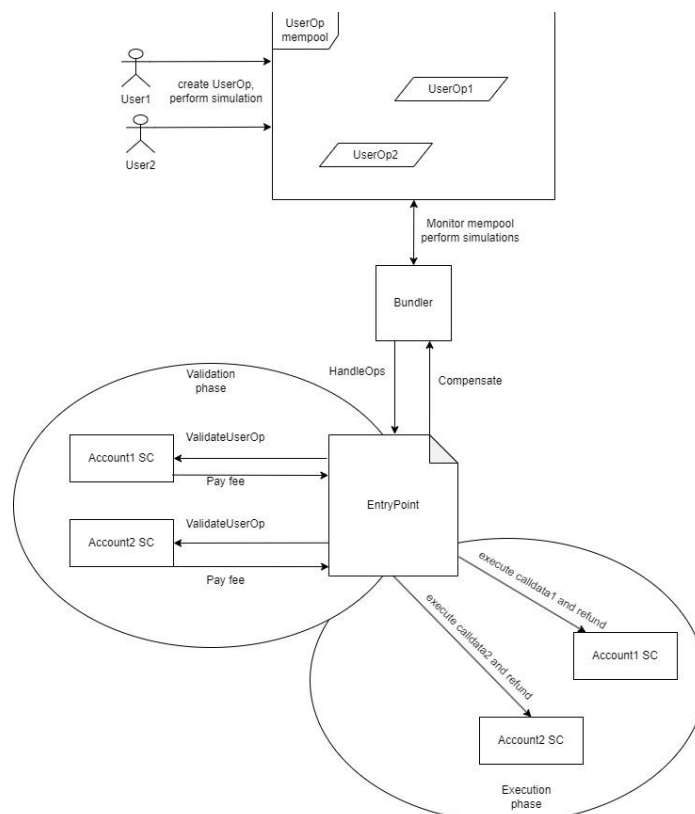 UserOp
mempool
create UserOp,
perform simulation
User1
UserOp1
User2
UserOp2
Monitor mempool
perform simulations
Bundler
HandleOps
Compensate
Validation
phase
ValidateUserOp
Account1 SC
Pay fee
EntryPoint
ValidateUserOp
Account2 SC
Pay fee
execute calldata1 and refund
execute calldata2 and refund
Account1 SC
Account2 SC
Execution
phase